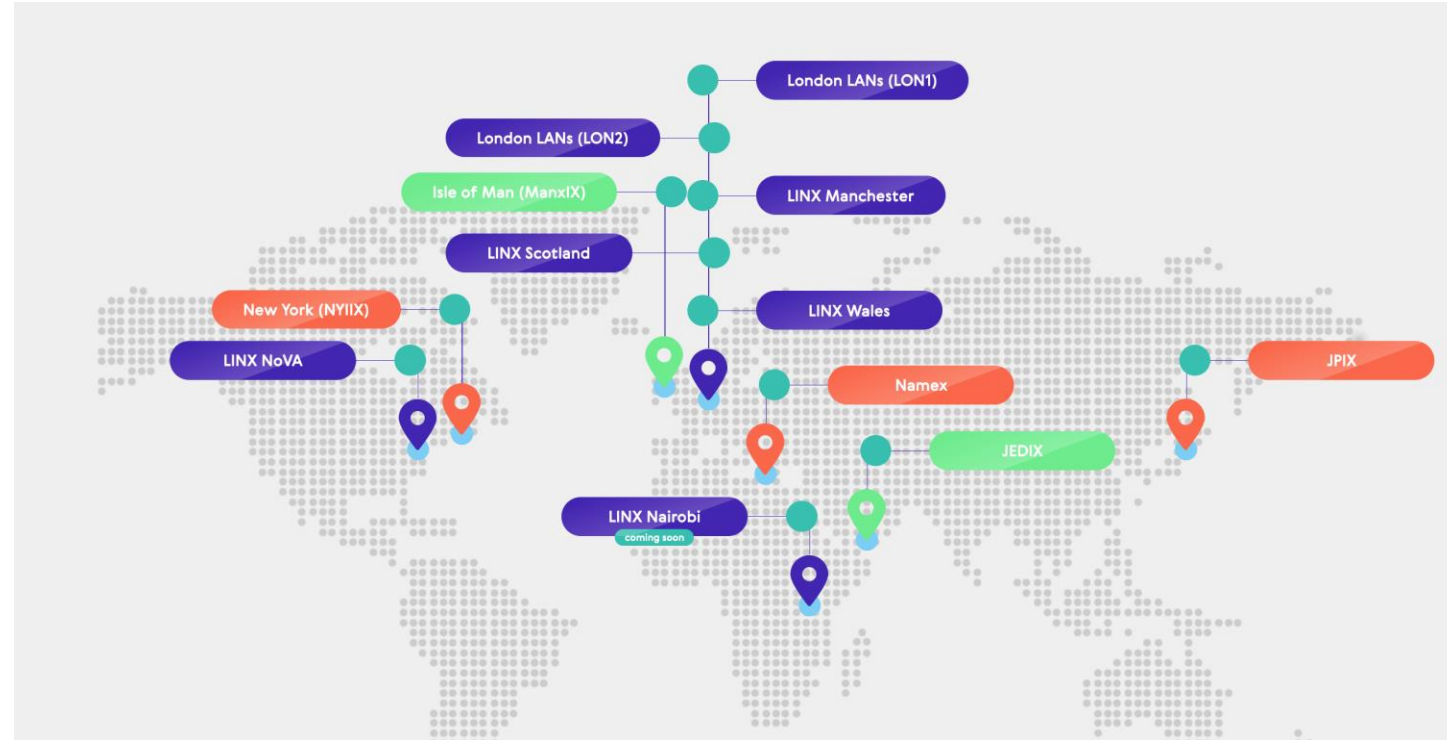 London LANs (LON1)
London LANs (LON2)
Isle of Man (ManxIX)
LINX Manchester
LINX Scotland
New York (NYIIX)
LINX Wales
LINX NoVA
JPIX
Namex
JEDIX
LINX Nairobi
coming soon